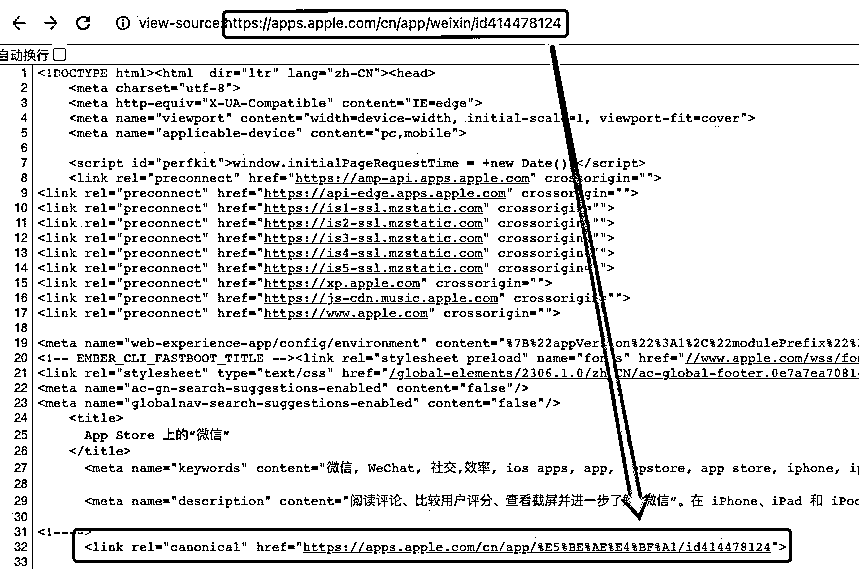 view-source:https://apps.apple.com/cn/app/weixin/id414478124
自动换行
1 <!DOCTYPE html><html dir="ltr" lang="zh-CN"><head>
2 <meta charset="utf-8">
3 <meta http-equiv="X-UA-Compatible" content="IE=edge">
4 <meta name="viewport" content="width=device-width, initial-scale=1, viewport-fit=cover">
5 <meta name="applicable-device" content="pc,mobile">
6
7 <script id="perfkit">window.initialPageRequestTime = +new Date();</script>
8 <link rel="preconnect" href="https://amp-api.apps.apple.com" crossorigin="">
9 <link rel="preconnect" href="https://api-edge.apps.apple.com" crossorigin="">
10 <link rel="preconnect" href="https://is1-ssl.mzstatic.com" crossorigin="">
11 <link rel="preconnect" href="https://is2-ssl.mzstatic.com" crossorigin="">
12 <link rel="preconnect" href="https://is3-ssl.mzstatic.com" crossorigin="">
13 <link rel="preconnect" href="https://is4-ssl.mzstatic.com" crossorigin="">
14 <link rel="preconnect" href="https://is5-ssl.mzstatic.com" crossorigin="">
15 <link rel="preconnect" href="https://xp.apple.com" crossorigin="">
16 <link rel="preconnect" href="https://js-cdn.music.apple.com" crossorigin="">
17 <link rel="preconnect" href="https://www.apple.com" crossorigin="">
18
19 <meta name="web-experience-app/config/environment" content="%7B%22appVersion%22%3A1%2C%22modulePrefix%22%
20 <!-- EMBER_CLI_FASTBOOT_TITLE --><link rel="stylesheet preload" name="fonts" href="//www.apple.com/wss/fo
21 <link rel="stylesheet" type="text/css" href="/global-elements/2306.1.0/zh_CN/ac-global-footer.0e7a7ea7081
22 <meta name="ac-gn-search-suggestions-enabled" content="false"/>
23 <meta name="globalnav-search-suggestions-enabled" content="false"/>
24 <title>
25 App Store 上的“微信”
26 </title>
27 <meta name="keywords" content="微信, WeChat, 社交,效率, ios apps, app, appstore, app store, iphone, i
28
29 <meta name="description" content="阅读评论、比较用户评分、查看截屏并进一步了解“微信”。在 iPhone、iPad 和 iPo
30
31 <!---->
32 <link rel="canonical" href="https://apps.apple.com/cn/app/%E5%BE%AE%E4%BF%A1/id414478124">
33